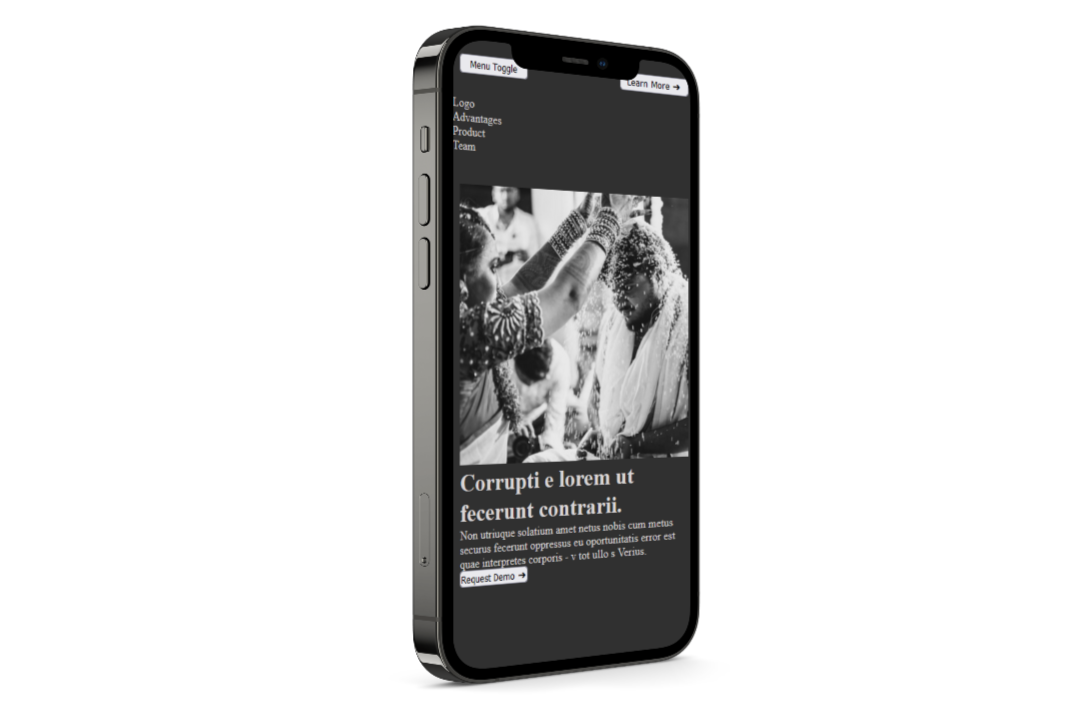 Menu Toggle
Learn More ➔
Logo
Advantages
Product
Team
Corrupti e lorem ut
fecerunt contrarii.
Non utriuque solatium amet netus nobis cum metus
securus fecerunt oppressus eu oportunitatis error est
quae interpretes corporis - v tot ullo s Verius.
Request Demo ➔